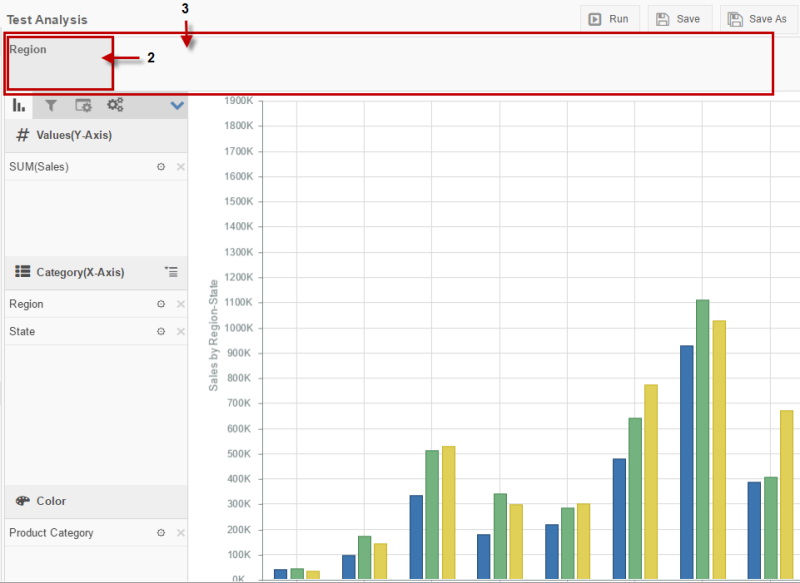 3
Test Analysis
Run
Save
Save As
Region
2
Values(Y-Axis)
SUM(Sales)
Category(X-Axis)
Region
State
Color
Product Category
Sales by Region-State
1900K
1800K
1700K
1600K
1500K
1400K
1300K
1200K
1100K
1000K
900K
800K
700K
600K
500K
400K
300K
200K
100K
0K